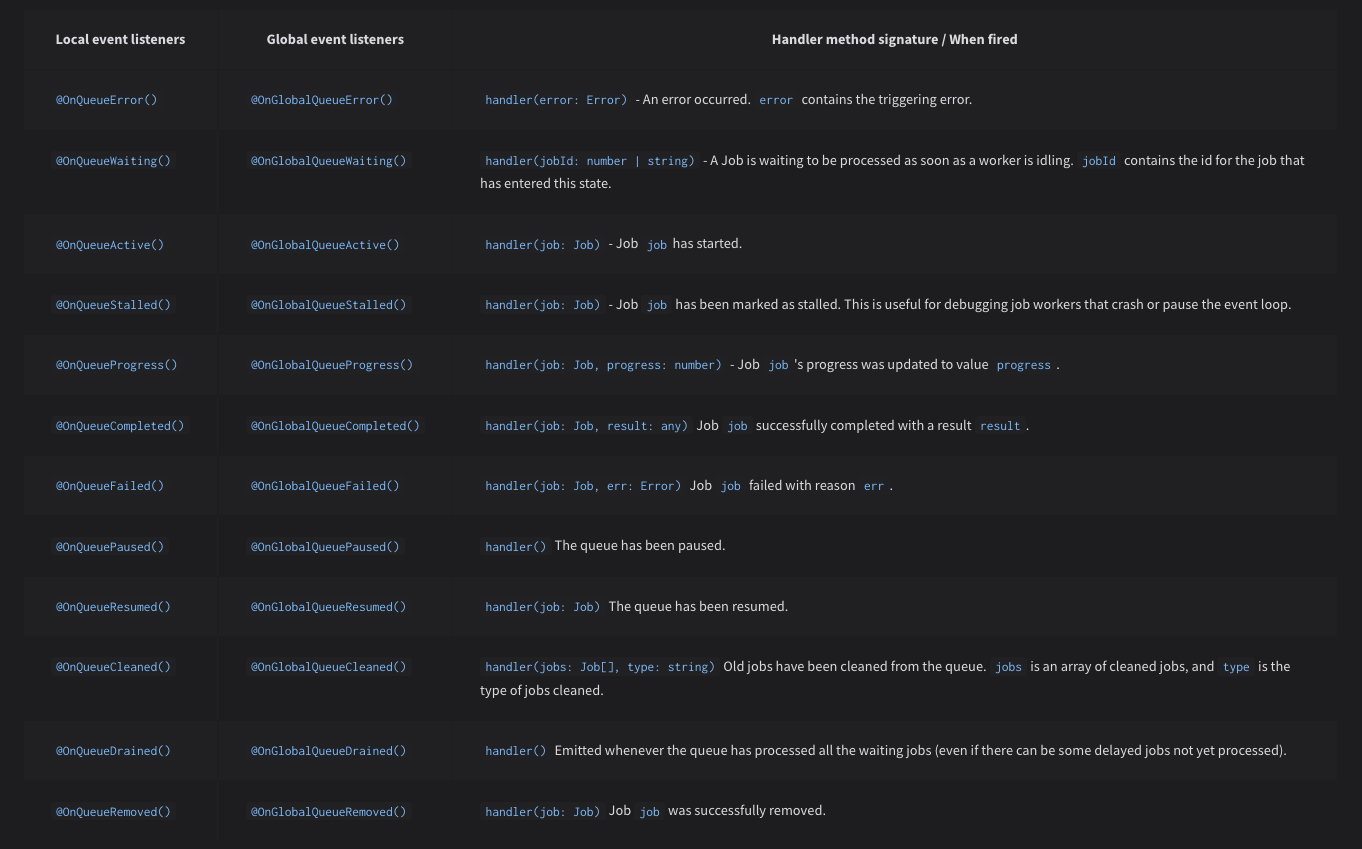 Local event listeners Global event listeners Handler method signature / When fired
@OnQueueError() @OnGlobalQueueError() handler(error: Error) - An error occurred. error contains the triggering error.
@OnQueueWaiting() @OnGlobalQueueWaiting() handler(jobId: number | string) - A Job is waiting to be processed as soon as a worker is idling. jobId contains the id for the job that
has entered this state.
@OnQueueActive() @OnGlobalQueueActive() handler(job: Job) - Job job has started.
@OnQueueStalled() @OnGlobalQueueStalled() handler(job: Job) - Job job has been marked as stalled. This is useful for debugging job workers that crash or pause the event loop.
@OnQueueProgress() @OnGlobalQueueProgress() handler(job: Job, progress: number) - Job job 's progress was updated to value progress .
@OnQueueCompleted() @OnGlobalQueueCompleted() handler(job: Job, result: any) Job job successfully completed with a result result .
@OnQueueFailed() @OnGlobalQueueFailed() handler(job: Job, err: Error) Job job failed with reason err .
@OnQueuePaused() @OnGlobalQueuePaused() handler() The queue has been paused.
@OnQueueResumed() @OnGlobalQueueResumed() handler(job: Job) The queue has been resumed.
@OnQueueCleaned() @OnGlobalQueueCleaned() handler(jobs: Job[], type: string) Old jobs have been cleaned from the queue. jobs is an array of cleaned jobs, and type is the
type of jobs cleaned.
@OnQueueDrained() @OnGlobalQueueDrained() handler() Emitted whenever the queue has processed all the waiting jobs (even if there can be some delayed jobs not yet processed).
@OnQueueRemoved() @OnGlobalQueueRemoved() handler(job: Job) Job job was successfully removed.